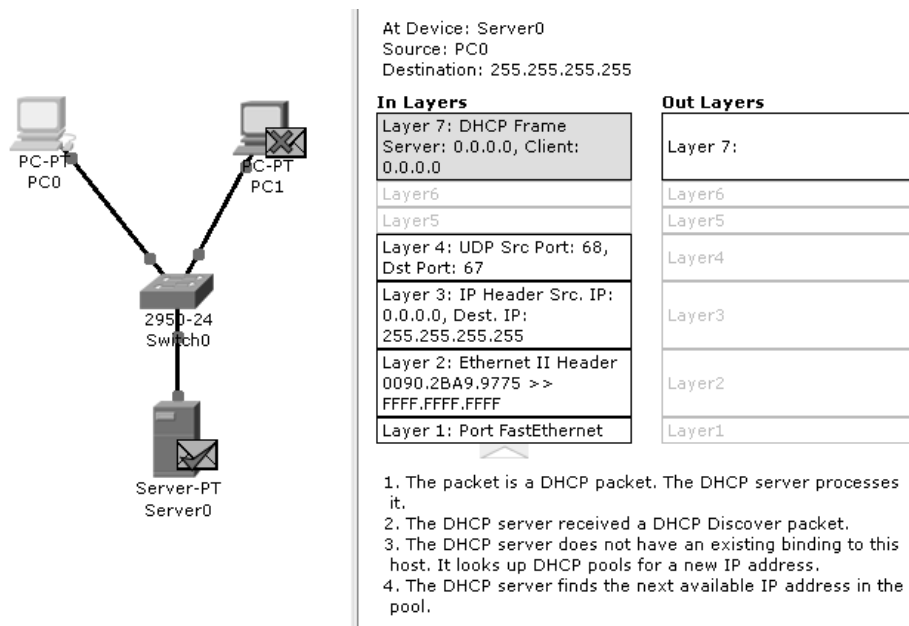 PC-PT
PC0
PC-PT
PC1
2950-24
Switch0
Server-PT
Server0
At Device: Server0
Source: PC0
Destination: 255.255.255.255
In Layers
Layer 7: DHCP Frame
Server: 0.0.0.0, Client:
0.0.0.0
Layer6
Layer5
Layer 4: UDP Src Port: 68,
Dst Port: 67
Layer 3: IP Header Src. IP:
0.0.0.0, Dest. IP:
255.255.255.255
Layer 2: Ethernet II Header
0090.2BA9.9775 >>
FFFF.FFFF.FFFF
Layer 1: Port FastEthernet
Out Layers
Layer 7:
Layer6
Layer5
Layer4
Layer3
Layer2
Layer1
1. The packet is a DHCP packet. The DHCP server processes
it.
2. The DHCP server received a DHCP Discover packet.
3. The DHCP server does not have an existing binding to this
host. It looks up DHCP pools for a new IP address.
4. The DHCP server finds the next available IP address in the
pool.